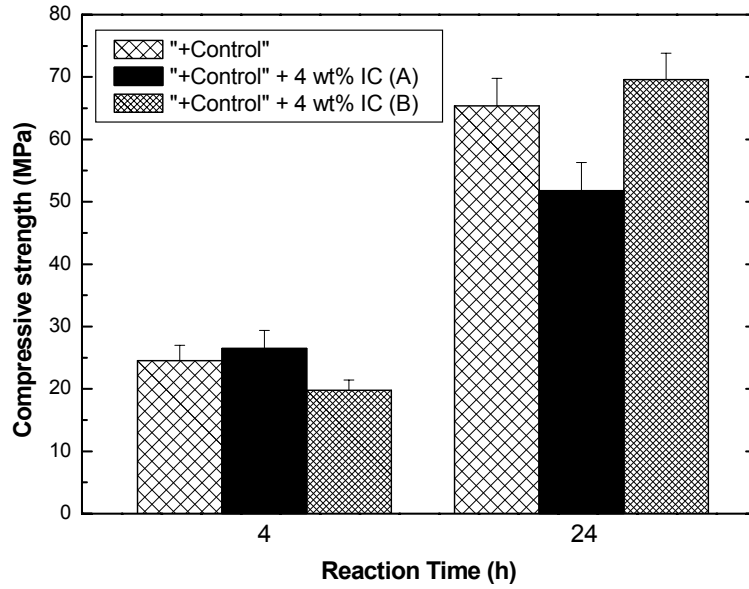 80
70
60
50
40
30
20
10
0
Compressive strength (MPa)
"+Control"
"+Control" + 4 wt% IC (A)
"+Control" + 4 wt% IC (B)
4
24
Reaction Time (h)